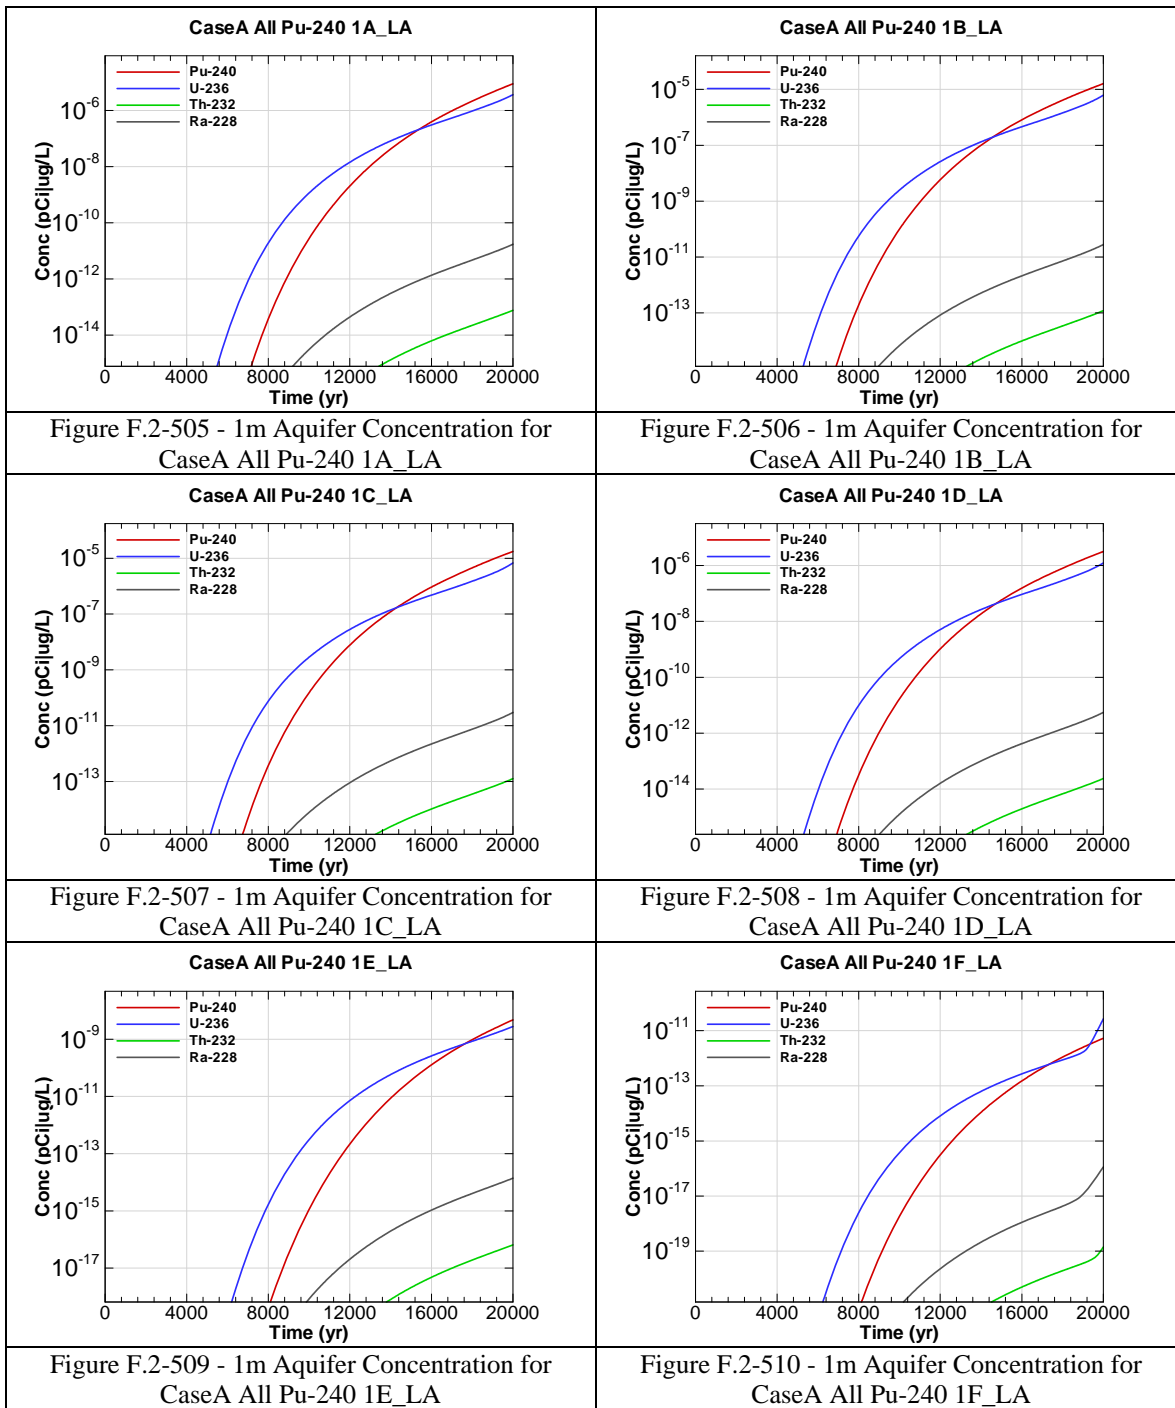 CaseA All Pu-240 1A_LA
Pu-240
U-236
Th-232
Ra-228
Conc (pCi|ug/L)
10^-6
10^-8
10^-10
10^-12
10^-14
0 4000 8000 12000 16000 20000
Time (yr)
Figure F.2-505 - 1m Aquifer Concentration for
CaseA All Pu-240 1A_LA
CaseA All Pu-240 1B_LA
Pu-240
U-236
Th-232
Ra-228
Conc (pCi|ug/L)
10^-5
10^-7
10^-9
10^-11
10^-13
0 4000 8000 12000 16000 20000
Time (yr)
Figure F.2-506 - 1m Aquifer Concentration for
CaseA All Pu-240 1B_LA
CaseA All Pu-240 1C_LA
Pu-240
U-236
Th-232
Ra-228
Conc (pCi|ug/L)
10^-5
10^-7
10^-9
10^-11
10^-13
0 4000 8000 12000 16000 20000
Time (yr)
Figure F.2-507 - 1m Aquifer Concentration for
CaseA All Pu-240 1C_LA
CaseA All Pu-240 1D_LA
Pu-240
U-236
Th-232
Ra-228
Conc (pCi|ug/L)
10^-6
10^-8
10^-10
10^-12
10^-14
0 4000 8000 12000 16000 20000
Time (yr)
Figure F.2-508 - 1m Aquifer Concentration for
CaseA All Pu-240 1D_LA
CaseA All Pu-240 1E_LA
Pu-240
U-236
Th-232
Ra-228
Conc (pCi|ug/L)
10^-9
10^-11
10^-13
10^-15
10^-17
0 4000 8000 12000 16000 20000
Time (yr)
Figure F.2-509 - 1m Aquifer Concentration for
CaseA All Pu-240 1E_LA
CaseA All Pu-240 1F_LA
Pu-240
U-236
Th-232
Ra-228
Conc (pCi|ug/L)
10^-11
10^-13
10^-15
10^-17
10^-19
0 4000 8000 12000 16000 20000
Time (yr)
Figure F.2-510 - 1m Aquifer Concentration for
CaseA All Pu-240 1F_LA